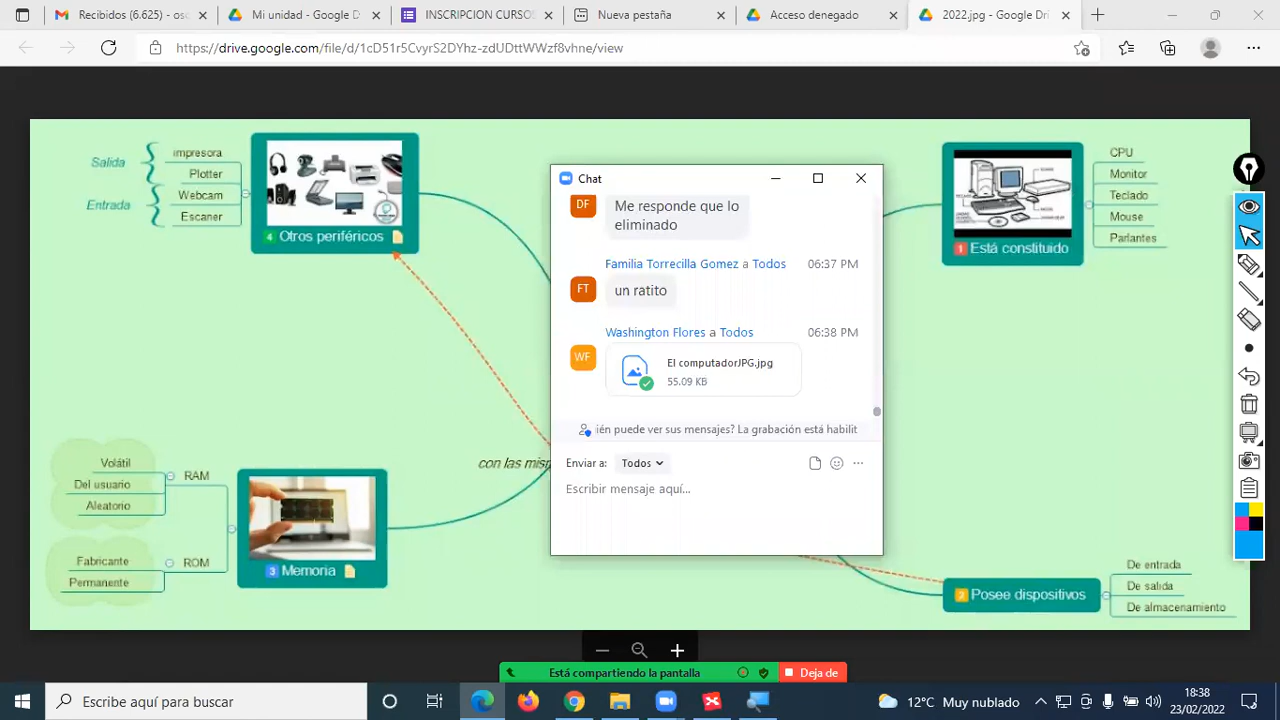 Recibidos (6.625) - osc
Mi unidad - Google D
INSCRIPCION CURSO
Nueva pestaña
Acceso denegado
2022.jpg - Google Dri
https://drive.google.com/file/d/1cD51r5CvyrS2DYhz-zdUDttWWzf8vhne/view
Salida
Impresora
Plotter
Entrada
Webcam
Escaner
4 Otros periféricos
CPU
Monitor
Teclado
Mouse
Parlantes
1 Está constituido
Chat
DF
Me responde que lo
eliminado
Familia Torrecilla Gomez a Todos 06:37 PM
FT
un ratito
Washington Flores a Todos 06:38 PM
WF
El computadorJPG.jpg
55.09 KB
ién puede ver sus mensajes? La grabación está habilit
Enviar a: Todos
Escribir mensaje aquí...
con las mism
Volátil
Del usuario
Aleatorio
RAM
Fabricante
Permanente
ROM
3 Memoria
2 Posee dispositivos
De entrada
De salida
De almacenamiento
Está compartiendo la pantalla
Deja de
Escribe aquí para buscar
12°C Muy nublado
18:38
23/02/2022